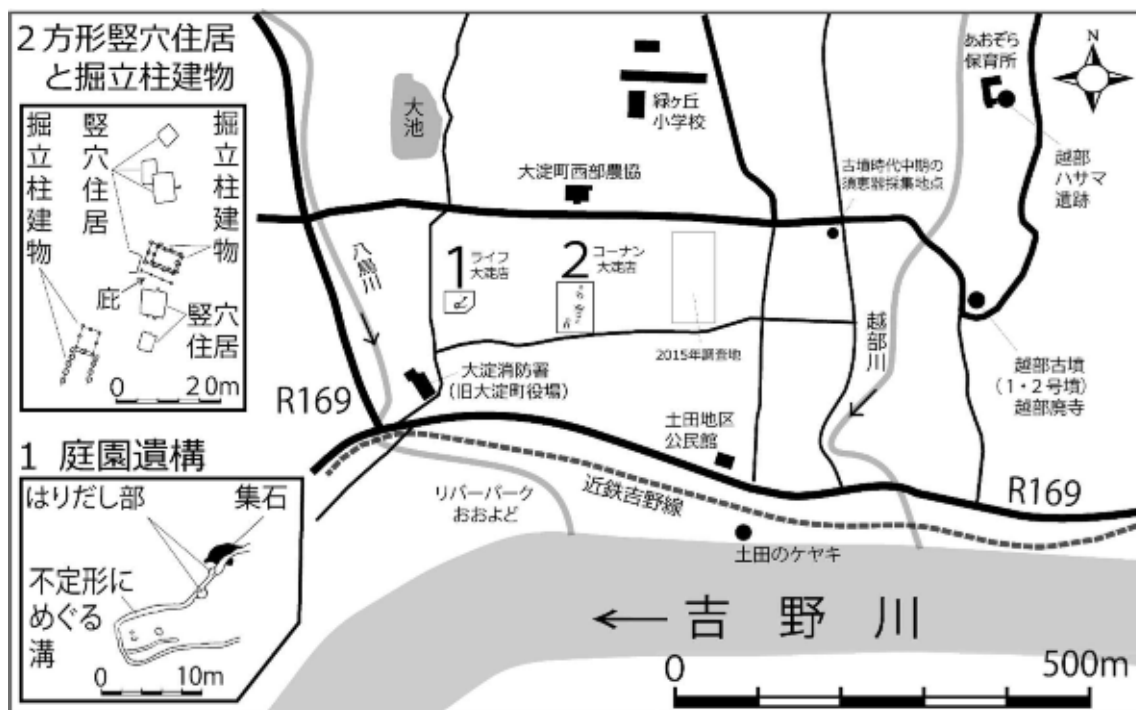 2方形竪穴住居
と掘立柱建物
掘立柱建物
竪穴住居
掘立柱建物
庇
竪穴
住居
0 20m
1 庭園遺構
はりだし部
集石
不定形に
めぐる
溝
0 10m
大池
緑ヶ丘
小学校
あおぞら
保育所
N
越部
ハサマ
遺跡
大淀町西部農協
古墳時代中期の
須恵器採集地点
八鳥川
1 ライフ
大淀店
2 コーナン
大淀店
2015年調査地
越部川
越部古墳
(1・2号墳)
越部廃寺
大淀消防署
(旧大淀町役場)
R169
土田地区
公民館
R169
リバーパーク
おおよど
近鉄吉野線
土田のケヤキ
吉野川
0 500m